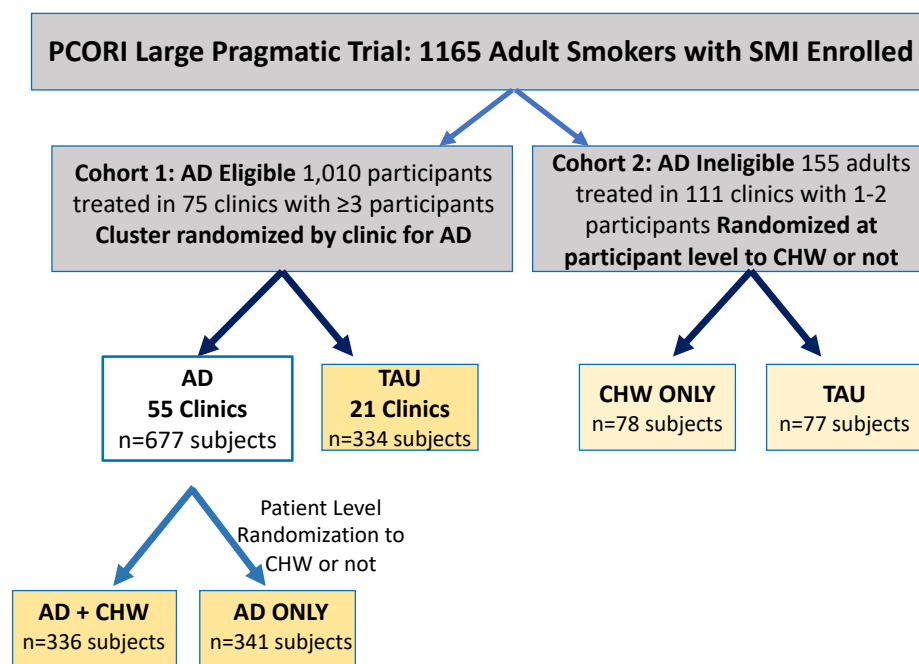 PCORI Large Pragmatic Trial: 1165 Adult Smokers with SMI Enrolled
Cohort 1: AD Eligible 1,010 participants
treated in 75 clinics with ≥3 participants
Cluster randomized by clinic for AD
Cohort 2: AD Ineligible 155 adults
treated in 111 clinics with 1-2
participants Randomized at
participant level to CHW or not
AD
55 Clinics
n=677 subjects
TAU
21 Clinics
n=334 subjects
CHW ONLY
n=78 subjects
TAU
n=77 subjects
Patient Level
Randomization to
CHW or not
AD + CHW
n=336 subjects
AD ONLY
n=341 subjects